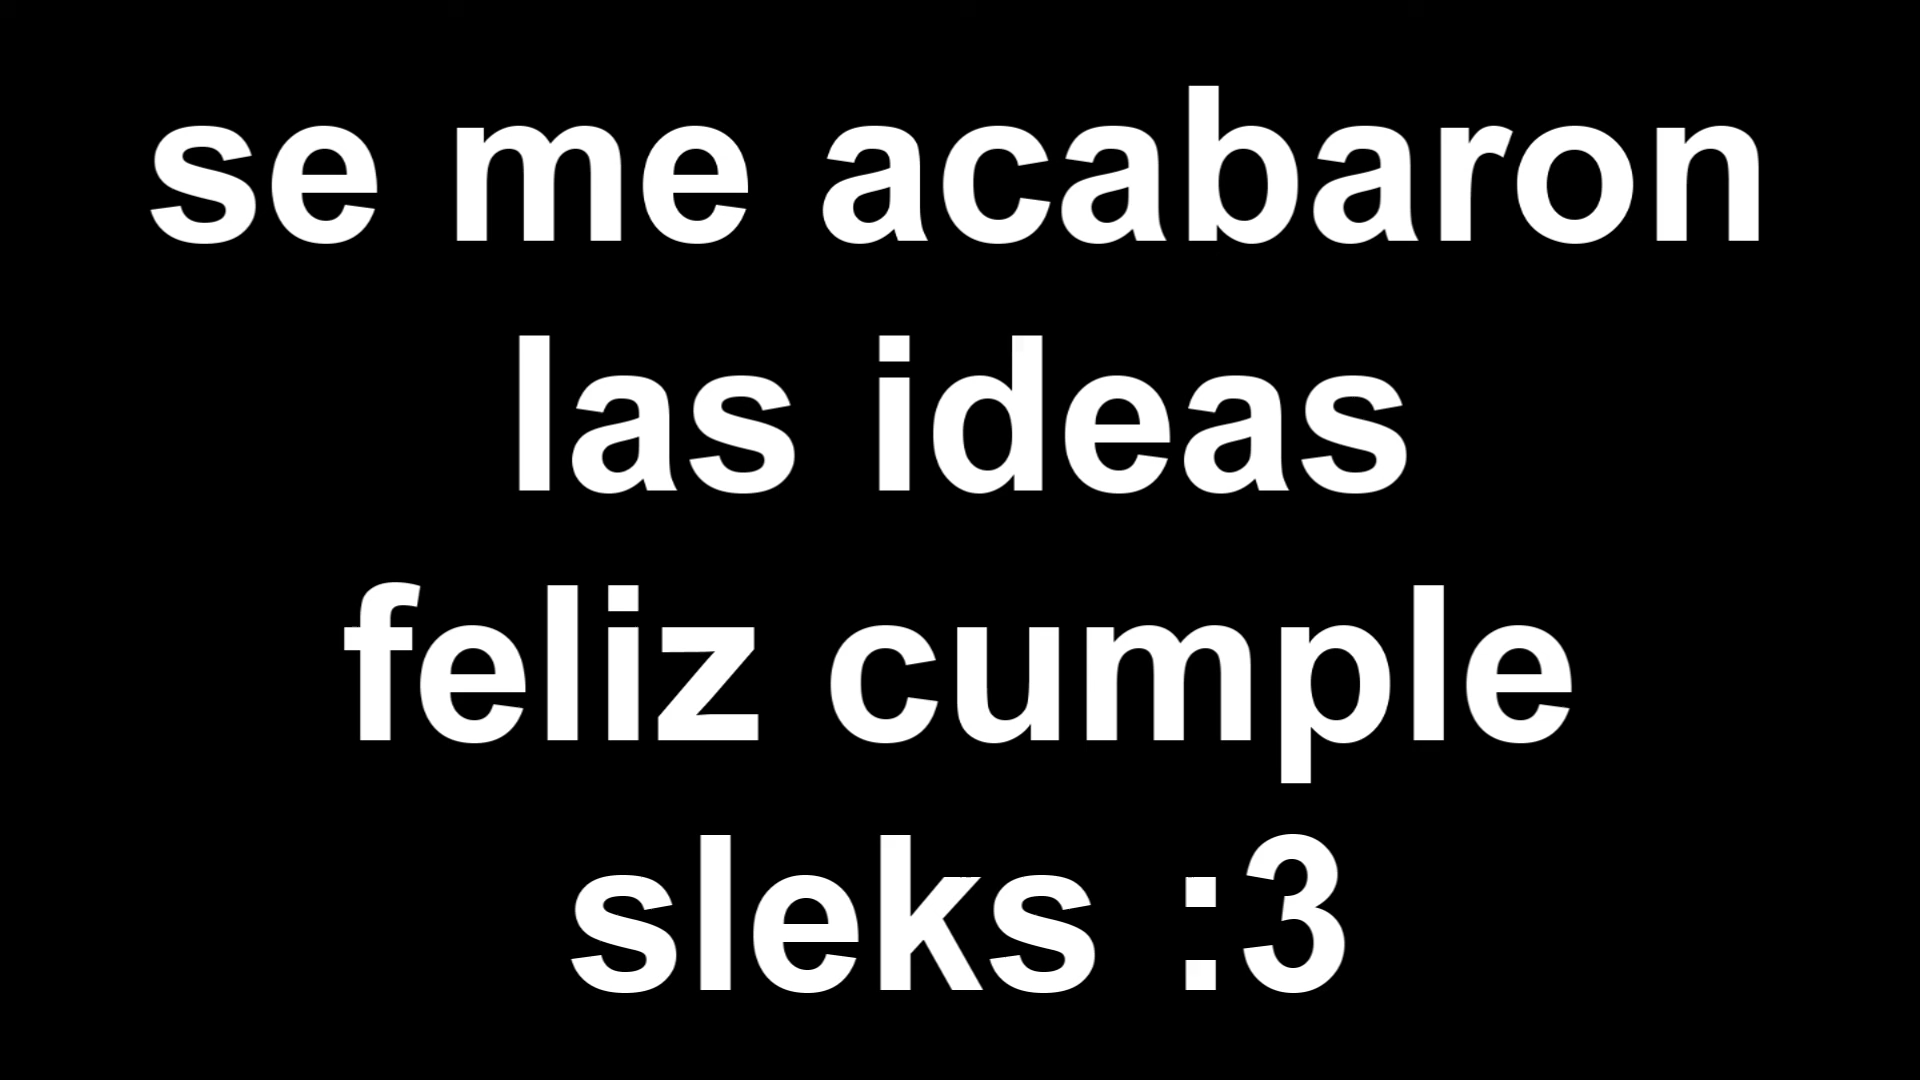 se me acabaron
las ideas
feliz cumple
sleks :3